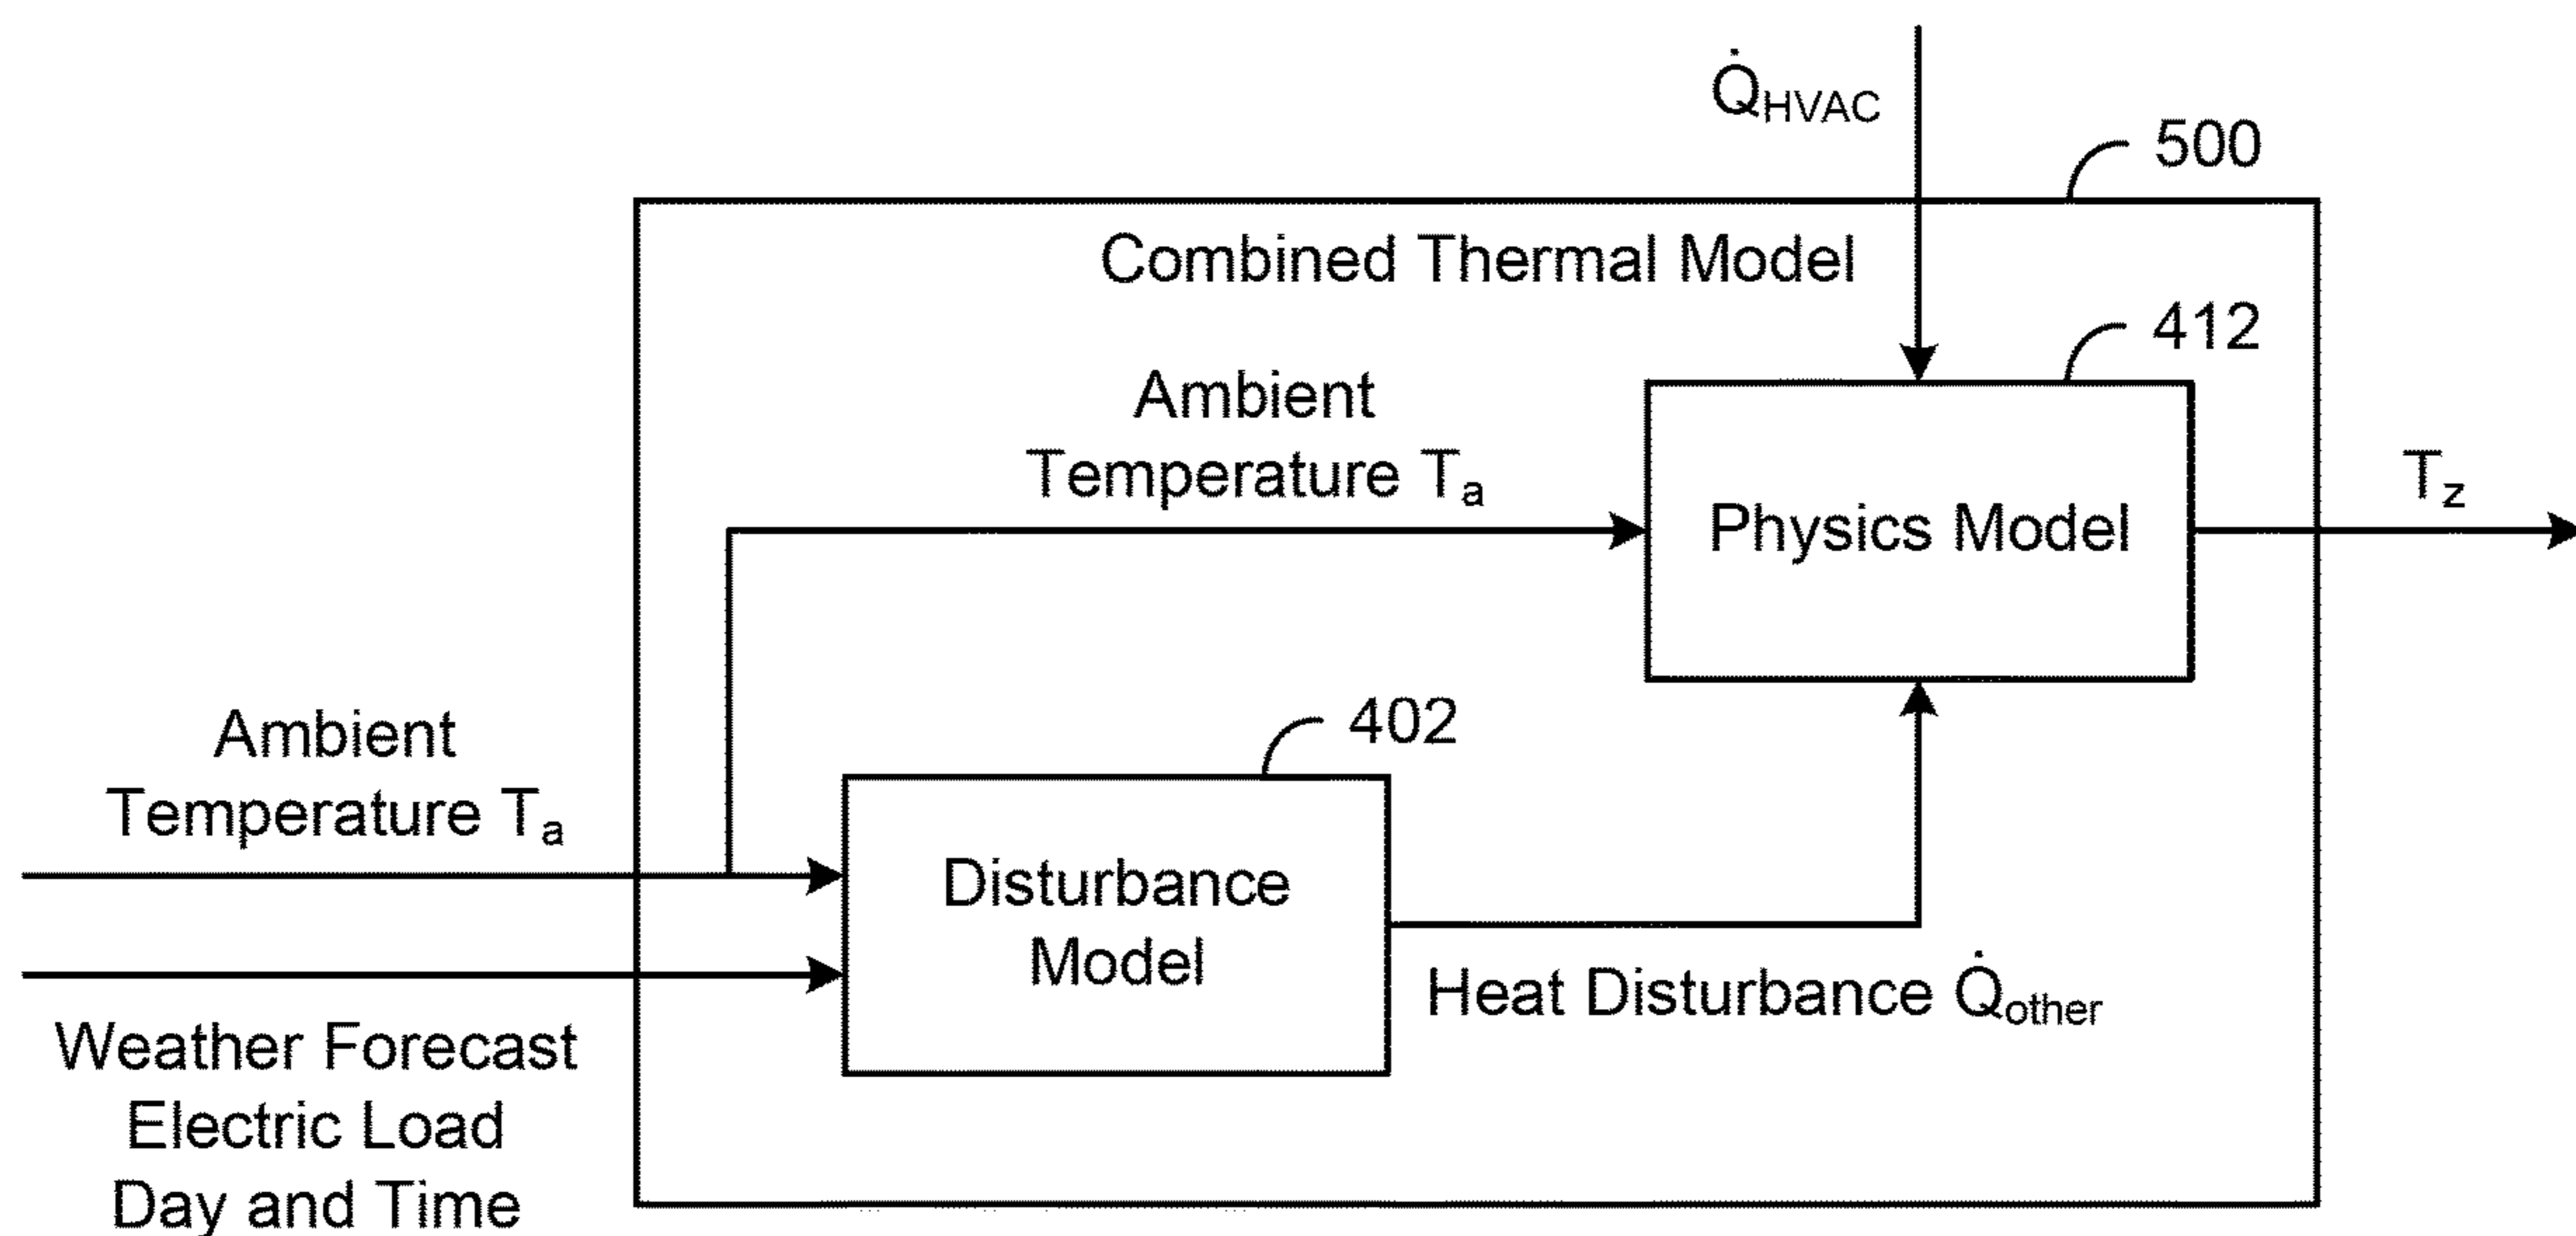 Q̇HVAC
500
Combined Thermal Model
412
Ambient
Temperature Ta
Tz
Physics Model
402
Ambient
Temperature Ta
Disturbance
Model
Heat Disturbance Q̇other
Weather Forecast
Electric Load
Day and Time